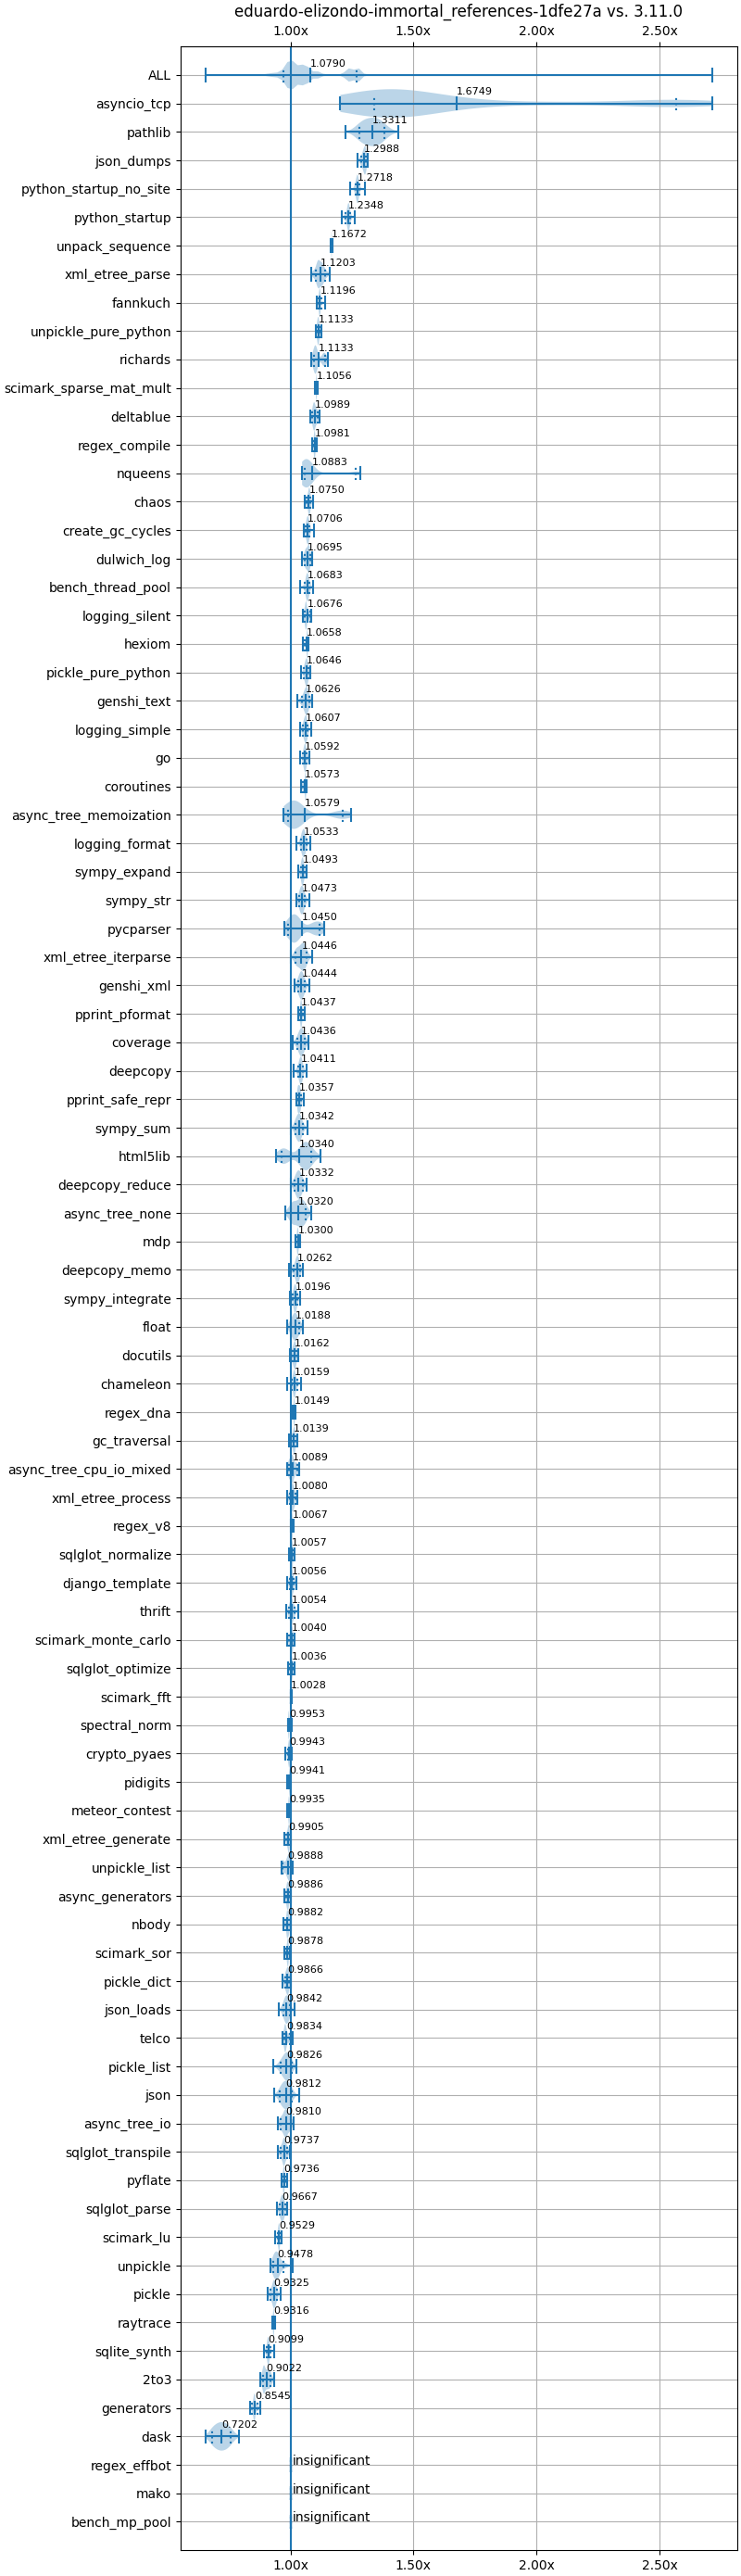 eduardo-elizondo-immortal_references-1dfe27a vs. 3.11.0
1.00x 1.50x 2.00x 2.50x
ALL 1.0790
asyncio_tcp 1.6749
pathlib 1.3311
json_dumps 1.2988
python_startup_no_site 1.2718
python_startup 1.2348
unpack_sequence 1.1672
xml_etree_parse 1.1203
fannkuch 1.1196
unpickle_pure_python 1.1133
richards 1.1133
scimark_sparse_mat_mult 1.1056
deltablue 1.0989
regex_compile 1.0981
nqueens 1.0883
chaos 1.0750
create_gc_cycles 1.0706
dulwich_log 1.0695
bench_thread_pool 1.0683
logging_silent 1.0676
hexiom 1.0658
pickle_pure_python 1.0646
genshi_text 1.0626
logging_simple 1.0607
go 1.0592
coroutines 1.0573
async_tree_memoization 1.0579
logging_format 1.0533
sympy_expand 1.0493
sympy_str 1.0473
pycparser 1.0450
xml_etree_iterparse 1.0446
genshi_xml 1.0444
pprint_pformat 1.0437
coverage 1.0436
deepcopy 1.0411
pprint_safe_repr 1.0357
sympy_sum 1.0342
html5lib 1.0340
deepcopy_reduce 1.0332
async_tree_none 1.0320
mdp 1.0300
deepcopy_memo 1.0262
sympy_integrate 1.0196
float 1.0188
docutils 1.0162
chameleon 1.0159
regex_dna 1.0149
gc_traversal 1.0139
async_tree_cpu_io_mixed 1.0089
xml_etree_process 1.0080
regex_v8 1.0067
sqlglot_normalize 1.0057
django_template 1.0056
thrift 1.0054
scimark_monte_carlo 1.0040
sqlglot_optimize 1.0036
scimark_fft 1.0028
spectral_norm 0.9953
crypto_pyaes 0.9943
pidigits 0.9941
meteor_contest 0.9935
xml_etree_generate 0.9905
unpickle_list 0.9888
async_generators 0.9886
nbody 0.9882
scimark_sor 0.9878
pickle_dict 0.9866
json_loads 0.9842
telco 0.9834
pickle_list 0.9826
json 0.9812
async_tree_io 0.9810
sqlglot_transpile 0.9737
pyflate 0.9736
sqlglot_parse 0.9667
scimark_lu 0.9529
unpickle 0.9478
pickle 0.9325
raytrace 0.9316
sqlite_synth 0.9099
2to3 0.9022
generators 0.8545
dask 0.7202
regex_effbot insignificant
mako insignificant
bench_mp_pool insignificant
1.00x 1.50x 2.00x 2.50x